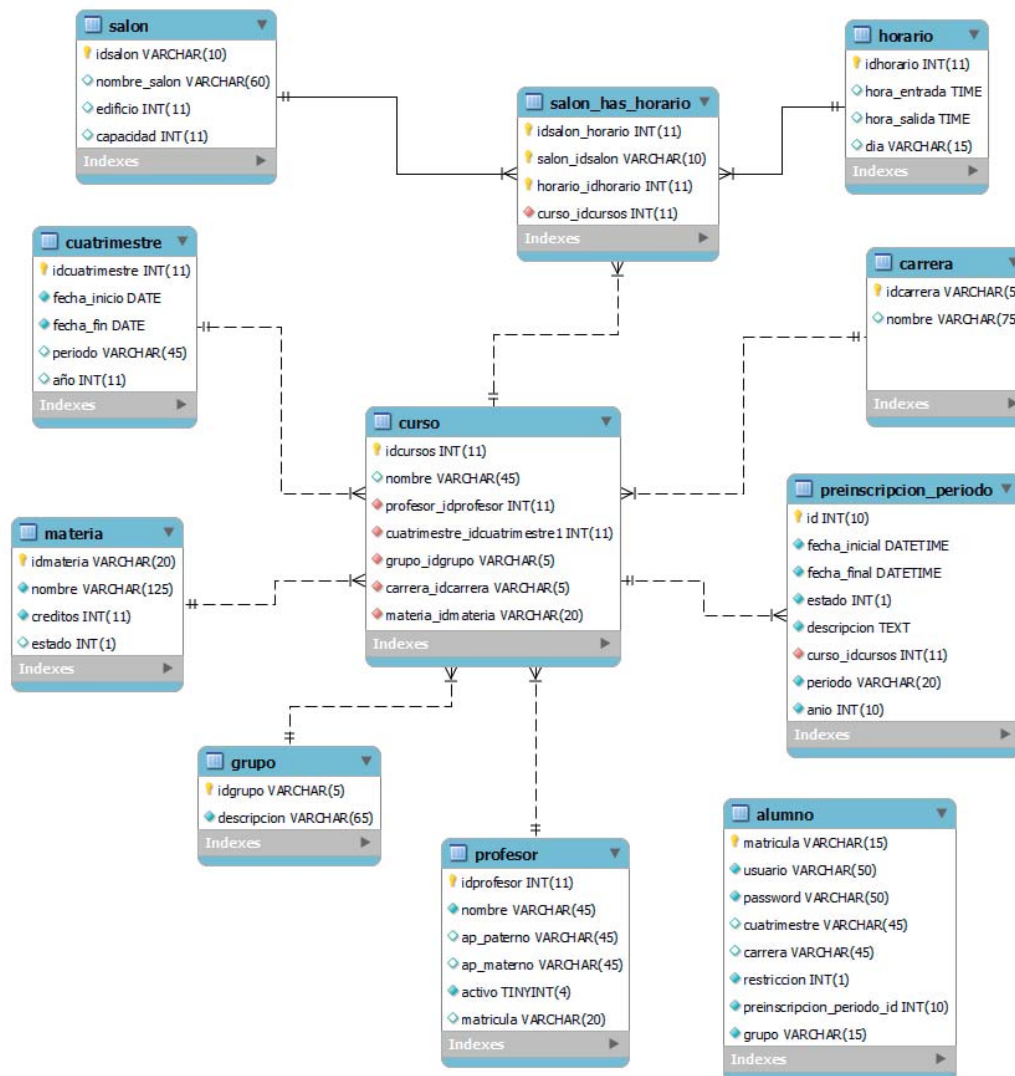 salon
idsalon VARCHAR(10)
nombre_salon VARCHAR(60)
edificio INT(11)
capacidad INT(11)
Indexes
horario
idhorario INT(11)
hora_entrada TIME
hora_salida TIME
dia VARCHAR(15)
Indexes
salon_has_horario
idsalon_horario INT(11)
salon_idsalon VARCHAR(10)
horario_idhorario INT(11)
curso_idcursos INT(11)
Indexes
cuatrimestre
idcuatrimestre INT(11)
fecha_inicio DATE
fecha_fin DATE
periodo VARCHAR(45)
año INT(11)
Indexes
carrera
idcarrera VARCHAR(5
nombre VARCHAR(75
Indexes
curso
idcursos INT(11)
nombre VARCHAR(45)
profesor_idprofesor INT(11)
cuatrimestre_idcuatrimestre1 INT(11)
grupo_idgrupo VARCHAR(5)
carrera_idcarrera VARCHAR(5)
materia_idmateria VARCHAR(20)
Indexes
preinscripcion_periodo
id INT(10)
fecha_inicial DATETIME
fecha_final DATETIME
estado INT(1)
descripcion TEXT
curso_idcursos INT(11)
periodo VARCHAR(20)
anio INT(10)
Indexes
materia
idmateria VARCHAR(20)
nombre VARCHAR(125)
creditos INT(11)
estado INT(1)
Indexes
grupo
idgrupo VARCHAR(5)
descripcion VARCHAR(65)
Indexes
profesor
idprofesor INT(11)
nombre VARCHAR(45)
ap_paterno VARCHAR(45)
ap_materno VARCHAR(45)
activo TINYINT(4)
matricula VARCHAR(20)
Indexes
alumno
matricula VARCHAR(15)
usuario VARCHAR(50)
password VARCHAR(50)
cuatrimestre VARCHAR(45)
carrera VARCHAR(45)
restriccion INT(1)
preinscripcion_periodo_id INT(10)
grupo VARCHAR(15)
Indexes